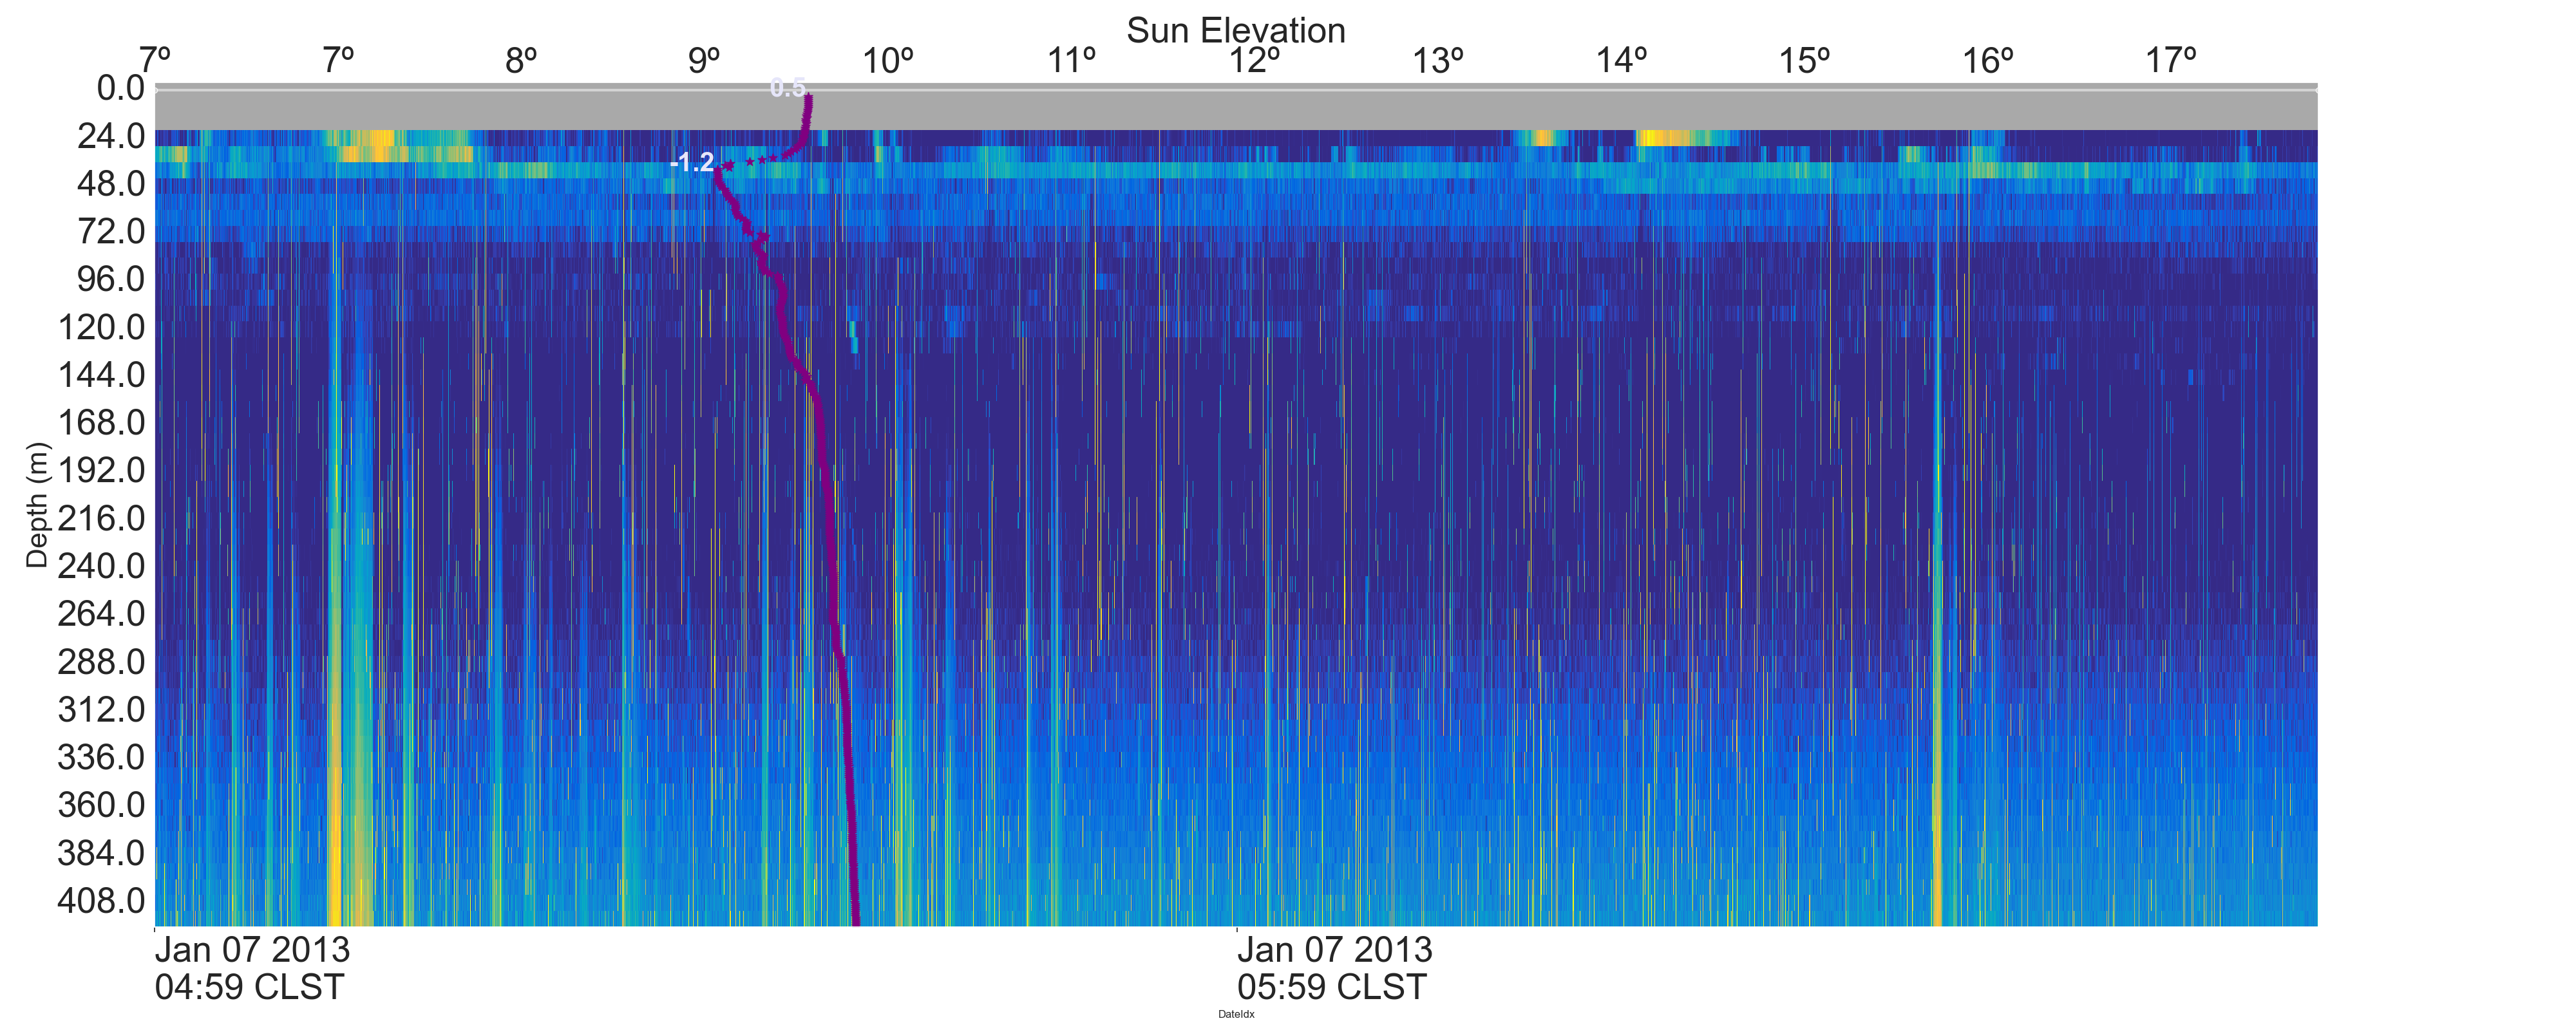 Sun Elevation
7º 7º 8º 9º 10º 11º 12º 13º 14º 15º 16º 17º
0.5
-1.2
0.0
24.0
48.0
72.0
96.0
120.0
144.0
168.0
192.0
216.0
240.0
264.0
288.0
312.0
336.0
360.0
384.0
408.0
Depth (m)
Jan 07 2013
04:59 CLST
Jan 07 2013
05:59 CLST
DateIdx